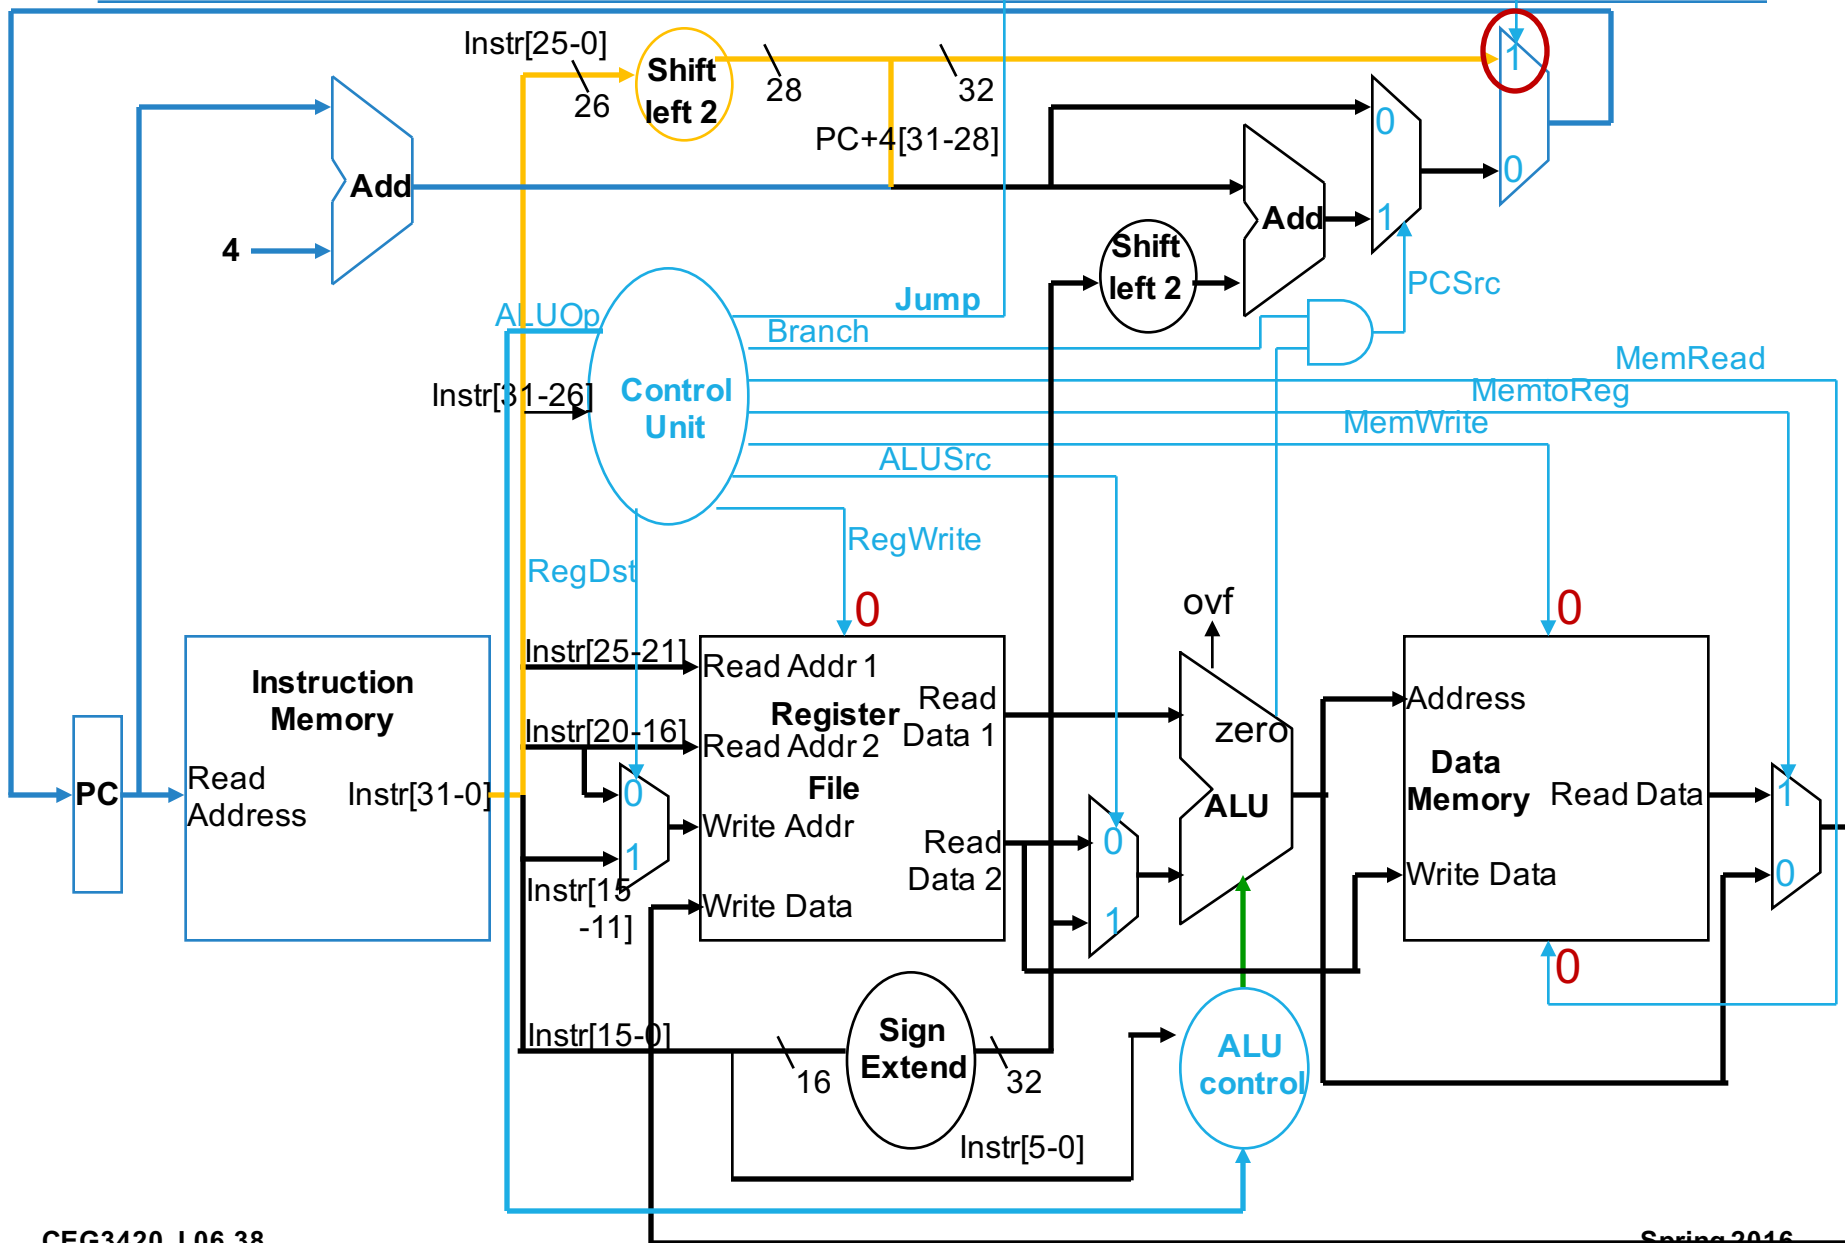 Instr[25-0]
Shift
left 2
26
28
32
1
PC+4[31-28]
0
Add
4
0
1
Add
Shift
left 2
PCSrc
ALUOp
Jump
Branch
MemRead
Instr[31-26]
Control
Unit
MemtoReg
MemWrite
ALUSrc
RegWrite
RegDst
0
ovf
0
Instr[25-21]
Read Addr 1
Instruction
Memory
Register
Read
Data 1
Address
Instr[20-16]
Read Addr 2
zero
PC
Read
Address
Instr[31-0]
0
File
Data
Memory
Read Data
1
ALU
Write Addr
1
Read
Data 2
0
Write Data
0
Instr[15
-11]
Write Data
1
0
Instr[15-0]
Sign
Extend
16
32
ALU
control
Instr[5-0]
CEG3420 L06.38
Spring 2016